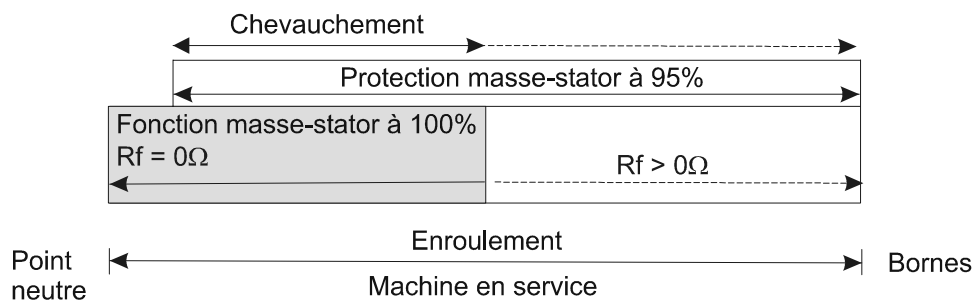 Chevauchement
Protection masse-stator à 95%
Fonction masse-stator à 100%
Rf = 0Ω
Rf > 0Ω
Enroulement
Point
neutre
Bornes
Machine en service